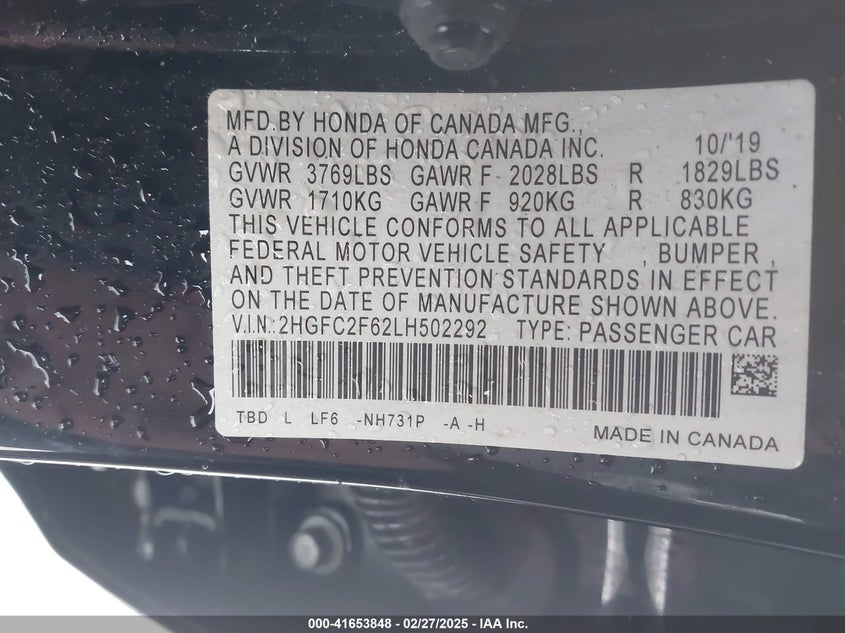 MFD.BY HONDA OF CANADA MFG.,
A DIVISION OF HONDA CANADA INC. 10/'19
GVWR 3769LBS GAWR F 2028LBS R 1829LBS
GVWR 1710KG GAWR F 920KG R 830KG
THIS VEHICLE CONFORMS TO ALL APPLICABLE
FEDERAL MOTOR VEHICLE SAFETY , BUMPER ,
AND THEFT PREVENTION STANDARDS IN EFFECT
ON THE DATE OF MANUFACTURE SHOWN ABOVE.
V.I.N.:2HGFC2F62LH502292 TYPE: PASSENGER CAR
TBD L LF6 -NH731P -A -H
MADE IN CANADA
000-41653848 — 02/27/2025 — IAA Inc.